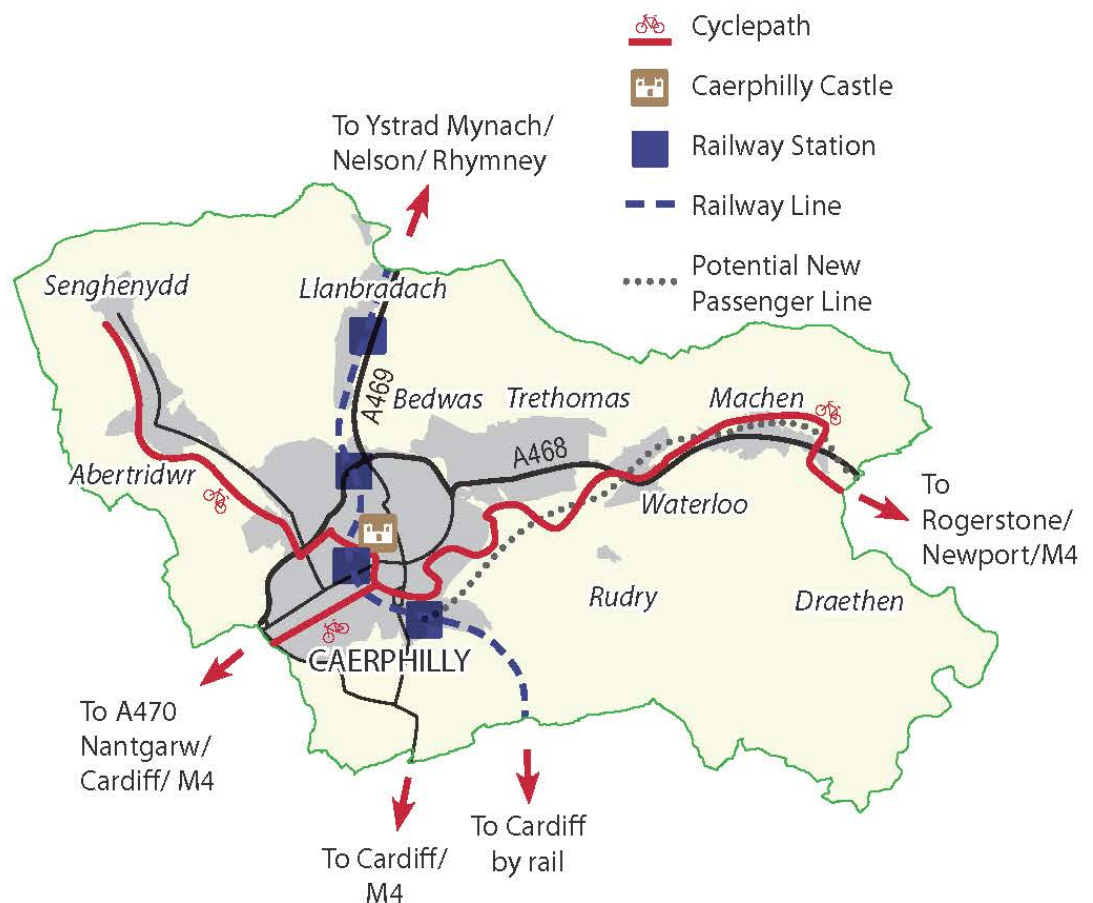 Cyclepath
Caerphilly Castle
Railway Station
Railway Line
Potential New
Passenger Line
To Ystrad Mynach/
Nelson/ Rhymney
Senghenydd
Llanbradach
A469
Bedwas
Trethomas
Machen
A468
Abertridwr
Waterloo
To
Rogerstone/
Newport/M4
Rudry
Draethen
CAERPHILLY
To A470
Nantgarw/
Cardiff/ M4
To Cardiff
by rail
To Cardiff/
M4